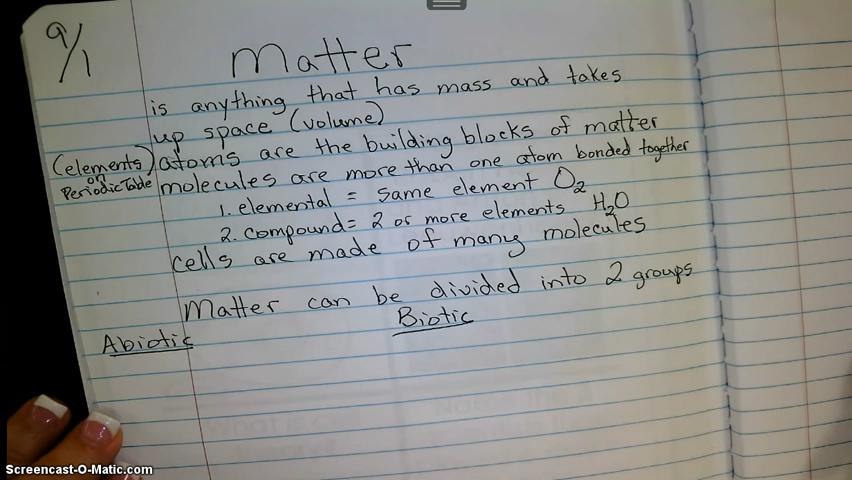 9/1
Matter
is anything that has mass and takes
up space (volume)
(elements) atoms are the building blocks of matter
on
Periodic Table
molecules are more than one atom bonded together
1. elemental = same element O₂
2. compound = 2 or more elements H₂O
cells are made of many molecules
Matter can be divided into 2 groups
Abiotic Biotic
Screencast-O-Matic.com